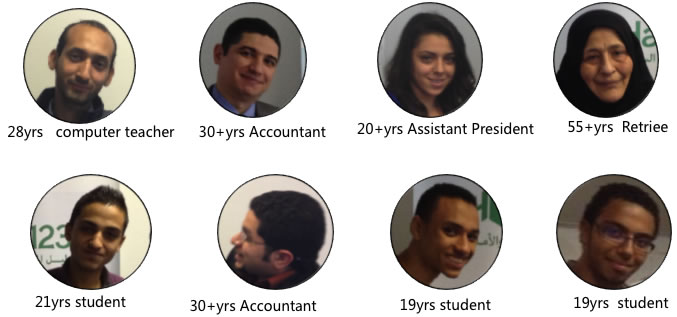 28yrs computer teacher
30+yrs Accountant
20+yrs Assistant President
55+yrs Retriee
123
21yrs student
30+yrs Accountant
19yrs student
19yrs student